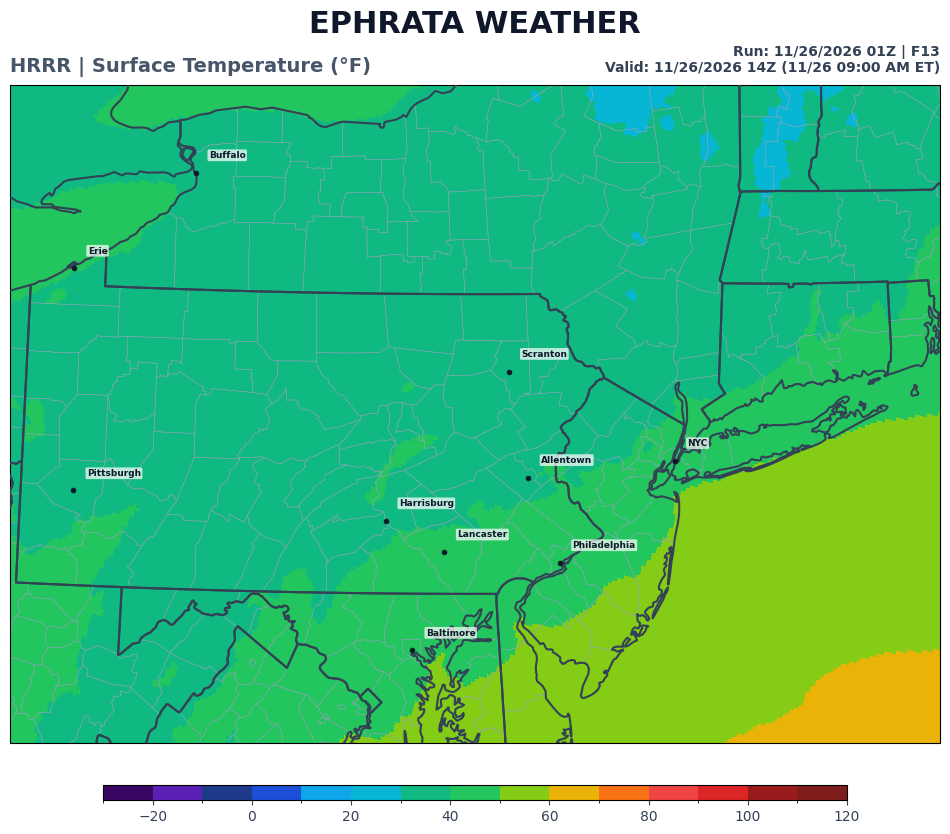 EPHRATA WEATHER
HRRR | Surface Temperature (°F)
Run: 11/26/2026 01Z | F13
Valid: 11/26/2026 14Z (11/26 09:00 AM ET)
Buffalo
Erie
Scranton
NYC
Allentown
Pittsburgh
Harrisburg
Lancaster
Philadelphia
Baltimore
−20 0 20 40 60 80 100 120